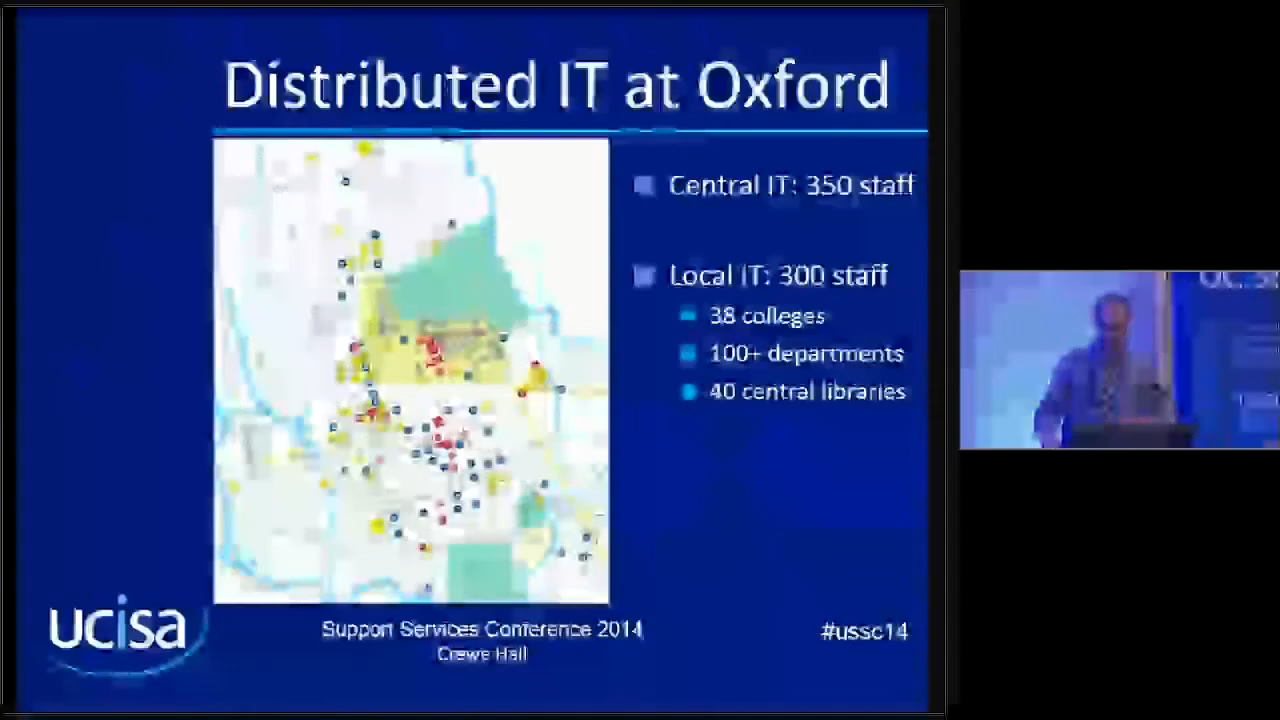 Distributed IT at Oxford
Central IT: 350 staff
Local IT: 300 staff
38 colleges
100+ departments
40 central libraries
ucisa
Support Services Conference 2014
Crewe Hall
#ussc14